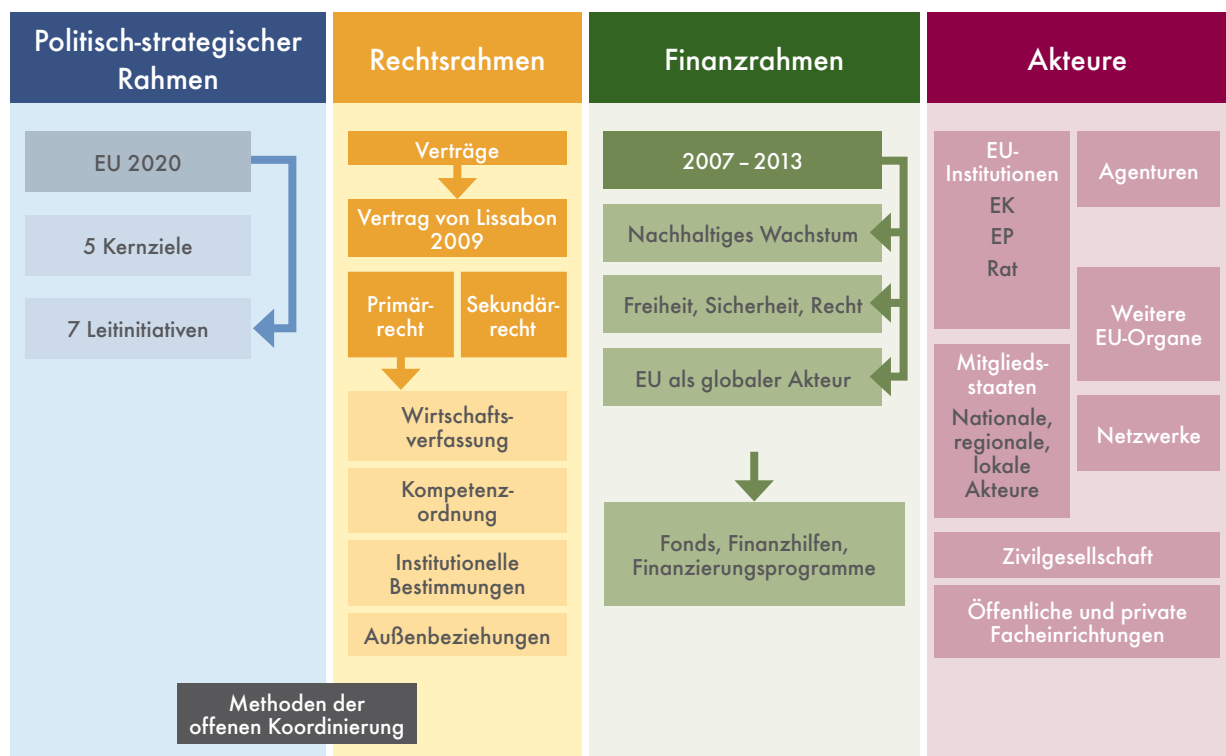 Politisch-strategischer
Rahmen
EU 2020
5 Kernziele
7 Leitinitiativen
Rechtsrahmen
Verträge
Vertrag von Lissabon
2009
Primär-
recht
Sekundär-
recht
Wirtschafts-
verfassung
Kompetenz-
ordnung
Institutionelle
Bestimmungen
Außenbeziehungen
Methoden der
offenen Koordinierung
Finanzrahmen
2007 – 2013
Nachhaltiges Wachstum
Freiheit, Sicherheit, Recht
EU als globaler Akteur
Fonds, Finanzhilfen,
Finanzierungsprogramme
Akteure
EU-
Institutionen
EK
EP
Rat
Agenturen
Weitere
EU-Organe
Mitglieds-
staaten
Nationale,
regionale,
lokale
Akteure
Netzwerke
Zivilgesellschaft
Öffentliche und private
Facheinrichtungen